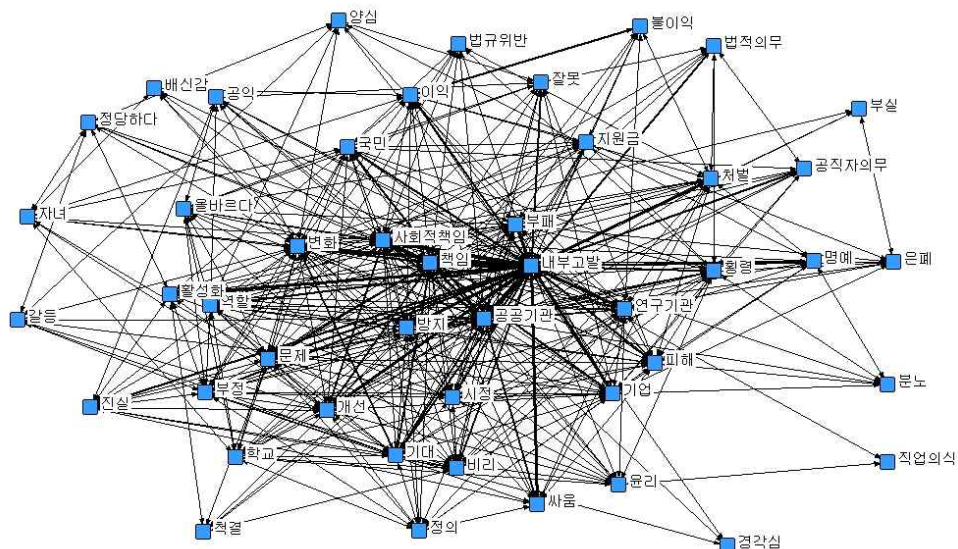 양심
법규위반
불이익
법적의무
배신감
공익
이익
잘못
정당하다
부실
국민
지원금
처벌
공직자의무
자녀
올바르다
변화
사회적책임
부패
책임
내부고발
횡령
명예
은폐
활성화
역할
갈등
방지
공공기관
연구기관
문제
피해
부정
진실
개선
시정
기업
분노
학교
기대
비리
윤리
직업의식
싸움
척결
정의
경각심